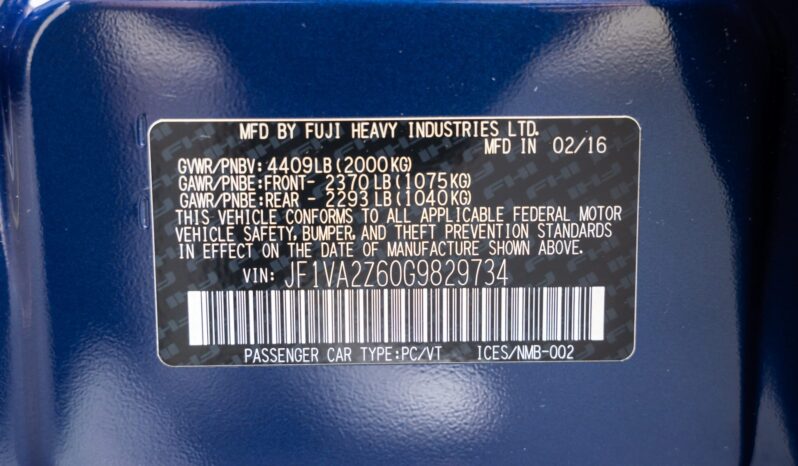 MFD BY FUJI HEAVY INDUSTRIES LTD.
MFD IN 02/16
GVWR/PNBV: 4409LB (2000KG)
GAWR/PNBE:FRONT- 2370 LB (1075KG)
GAWR/PNBE:REAR - 2293 LB (1040KG)
THIS VEHICLE CONFORMS TO ALL APPLICABLE FEDERAL MOTOR
VEHICLE SAFETY, BUMPER, AND THEFT PREVENTION STANDARDS
IN EFFECT ON THE DATE OF MANUFACTURE SHOWN ABOVE.
VIN: JF1VA2Z60G9829734
PASSENGER CAR TYPE:PC/VT ICES/NMB-002